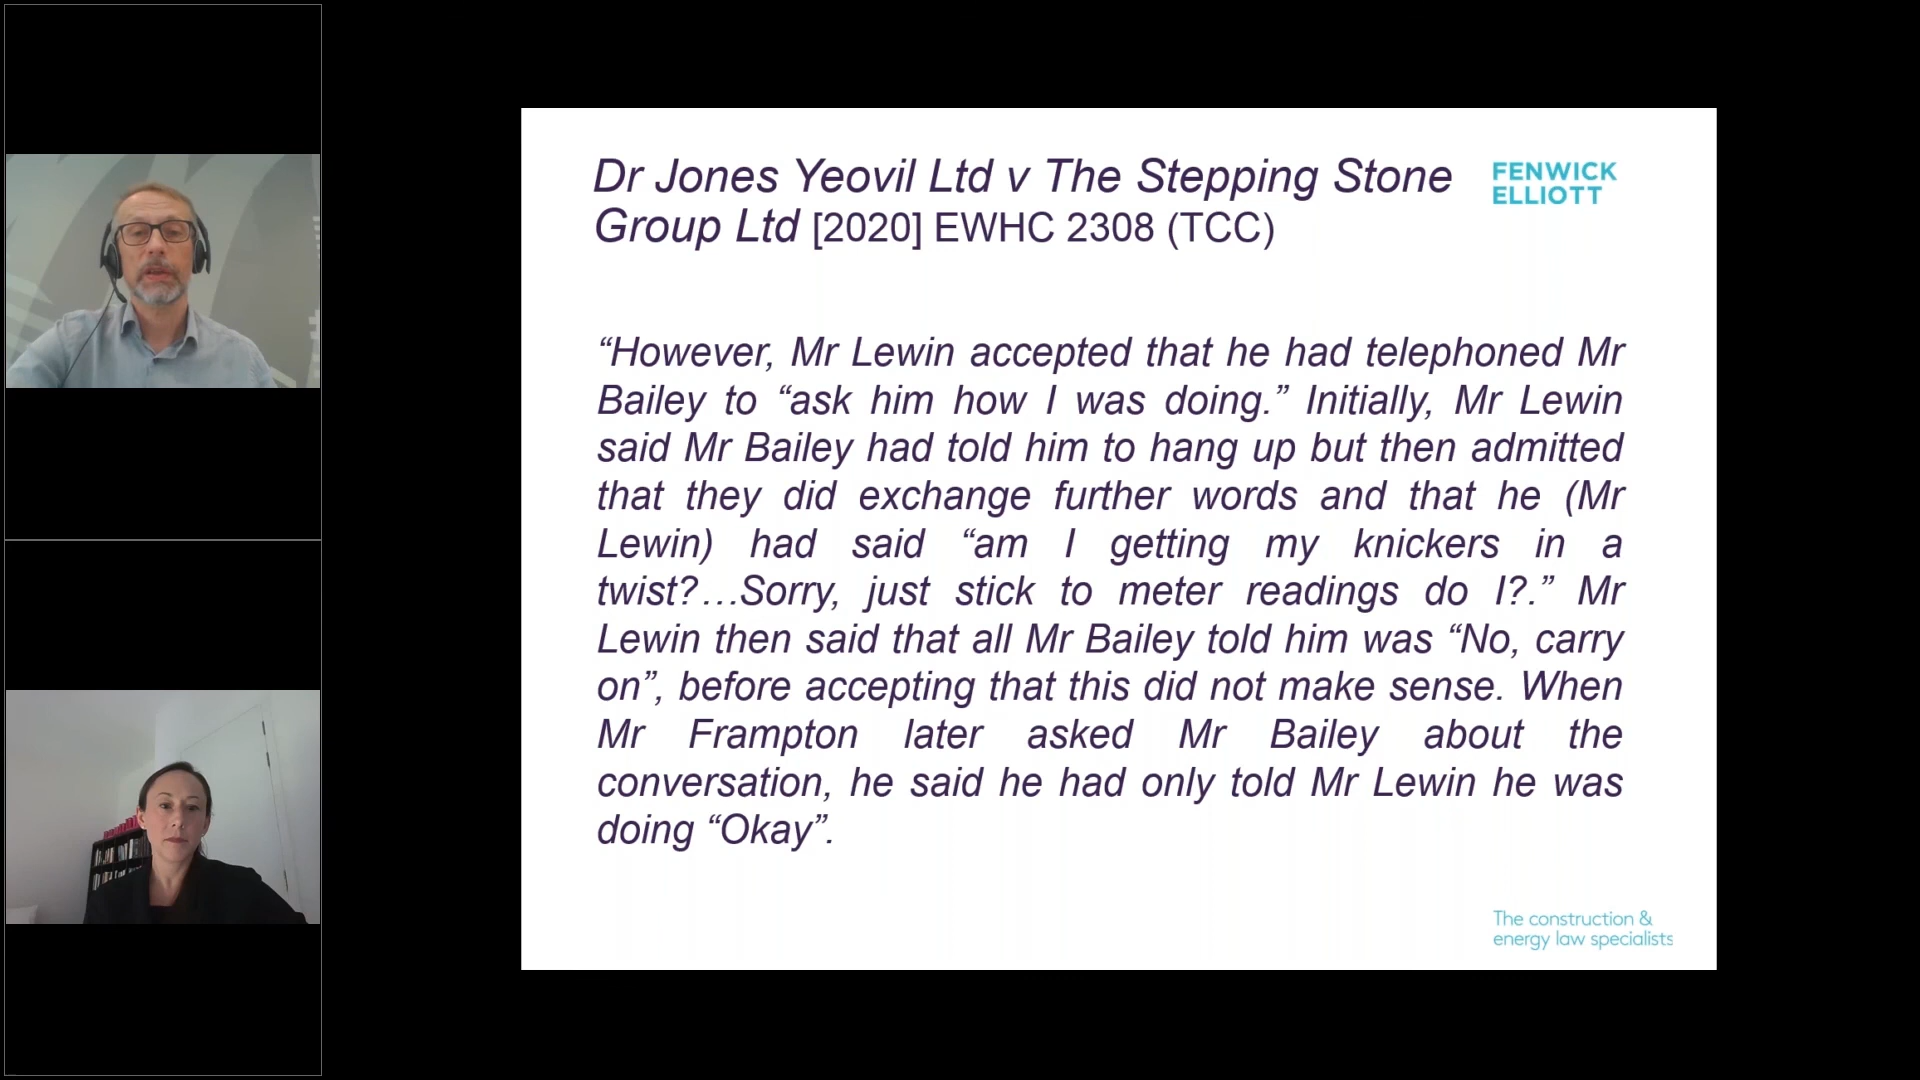 Dr Jones Yeovil Ltd v The Stepping Stone
Group Ltd [2020] EWHC 2308 (TCC)
FENWICK
ELLIOTT
“However, Mr Lewin accepted that he had telephoned Mr
Bailey to “ask him how I was doing.” Initially, Mr Lewin
said Mr Bailey had told him to hang up but then admitted
that they did exchange further words and that he (Mr
Lewin) had said “am I getting my knickers in a
twist?…Sorry, just stick to meter readings do I?.” Mr
Lewin then said that all Mr Bailey told him was “No, carry
on”, before accepting that this did not make sense. When
Mr Frampton later asked Mr Bailey about the
conversation, he said he had only told Mr Lewin he was
doing “Okay”.
The construction &
energy law specialists